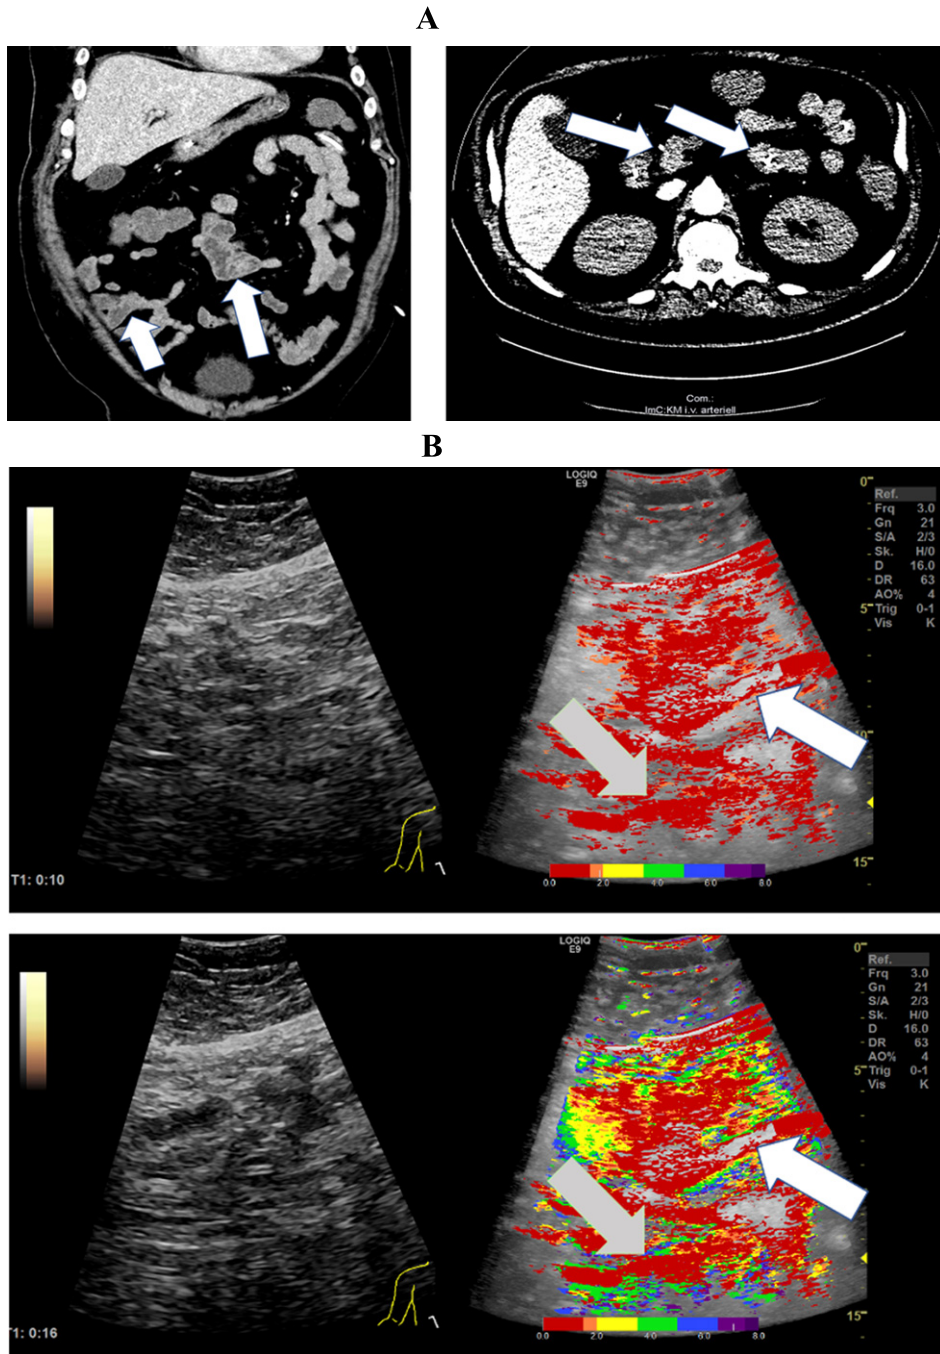 A
Com.:
ImC:KM i.v. arteriell
B
LOGIQ
E9
0
5
10
15
Ref.
Frq 3.0
Gn 21
S/A 2/3
Sk. H/0
D 16.0
DR 63
AO% 4
Trig 0-1
Vis K
T1: 0:10
0.0 2.0 4.0 6.0 8.0
LOGIQ
E9
0
5
15
Ref.
Frq 3.0
Gn 21
S/A 2/3
Sk. H/0
D 16.0
DR 63
AO% 4
Trig 0-1
Vis K
T1: 0:16
0.0 2.0 4.0 6.0 8.0